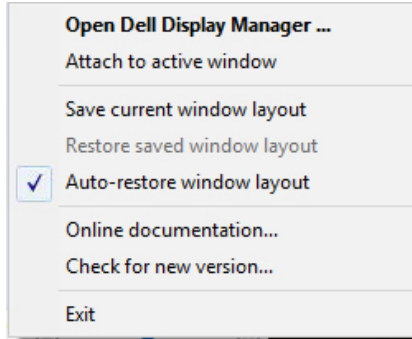 Open Dell Display Manager ...
Attach to active window
Save current window layout
Restore saved window layout
Auto-restore window layout
Online documentation...
Check for new version...
Exit